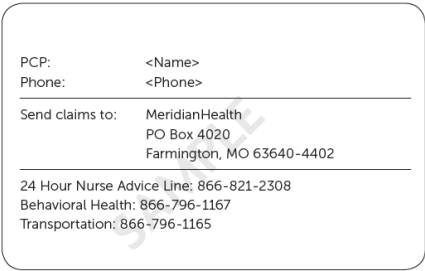 PCP: <Name>
Phone: <Phone>
Send claims to: MeridianHealth
PO Box 4020
Farmington, MO 63640-4402
24 Hour Nurse Advice Line: 866-821-2308
Behavioral Health: 866-796-1167
Transportation: 866-796-1165
SAMPLE